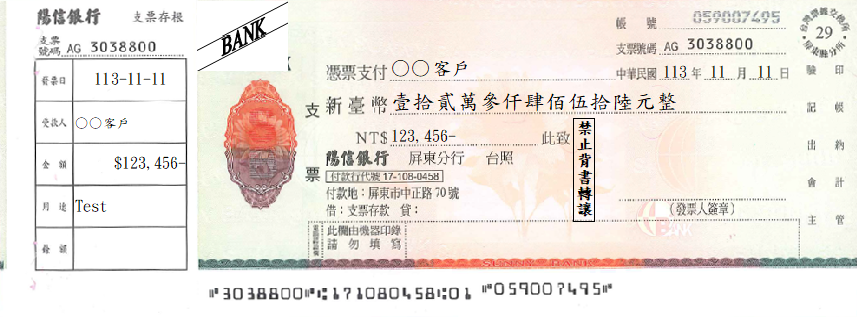 陽信銀行 支票存根
支票號碼 AG 3038800
發票日 113-11-11
受款人 〇〇客戶
金額 $123,456-
用途 Test
餘額
BANK
K
帳號 059007495
支票號碼 AG 3038800
台灣票據交換所
29
屏東縣分所
憑票支付 〇〇客戶
中華民國 113 年 11 月 11 日
支票
新臺幣 壹拾貳萬參仟肆佰伍拾陸元整
NT$ 123,456- 此致
陽信銀行 屏東分行 台照
付款行代號 17-108-0458
付款地：屏東市中正路70號
借：支票存款 貸：
禁止背書轉讓
(發票人簽章)
BANK
此欄由機器印錄
請勿填寫
驗印
記帳
出納
會計
主管
⑈3038800⑈⑆171080458⑆01 ⑈059007495⑈